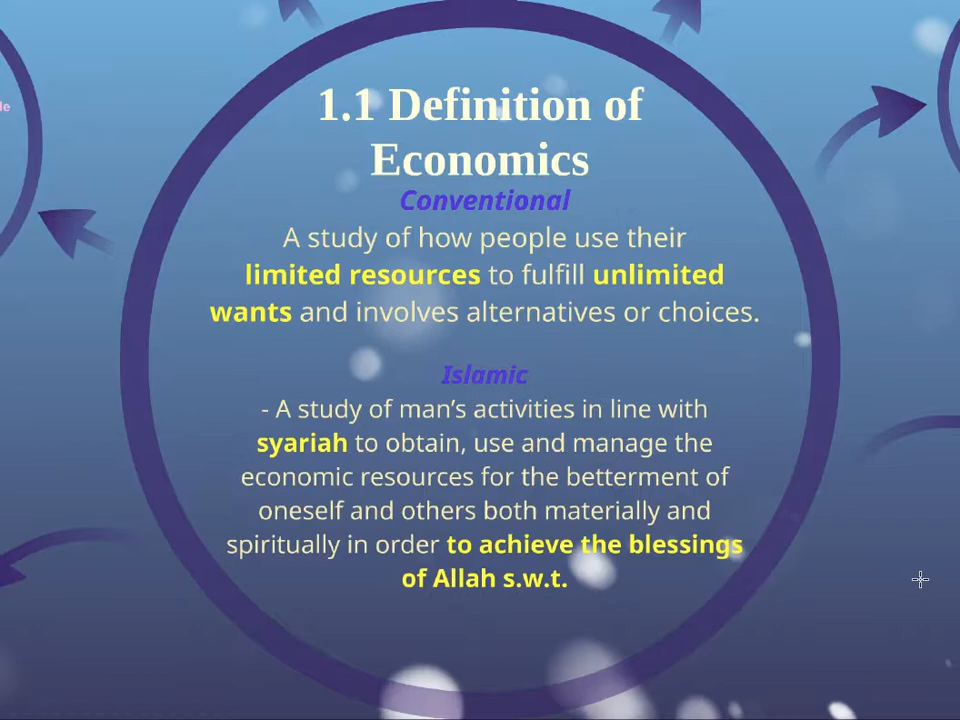 1.1 Definition of
Economics
Conventional
A study of how people use their
limited resources to fulfill unlimited
wants and involves alternatives or choices.
Islamic
- A study of man’s activities in line with
syariah to obtain, use and manage the
economic resources for the betterment of
oneself and others both materially and
spiritually in order to achieve the blessings
of Allah s.w.t.